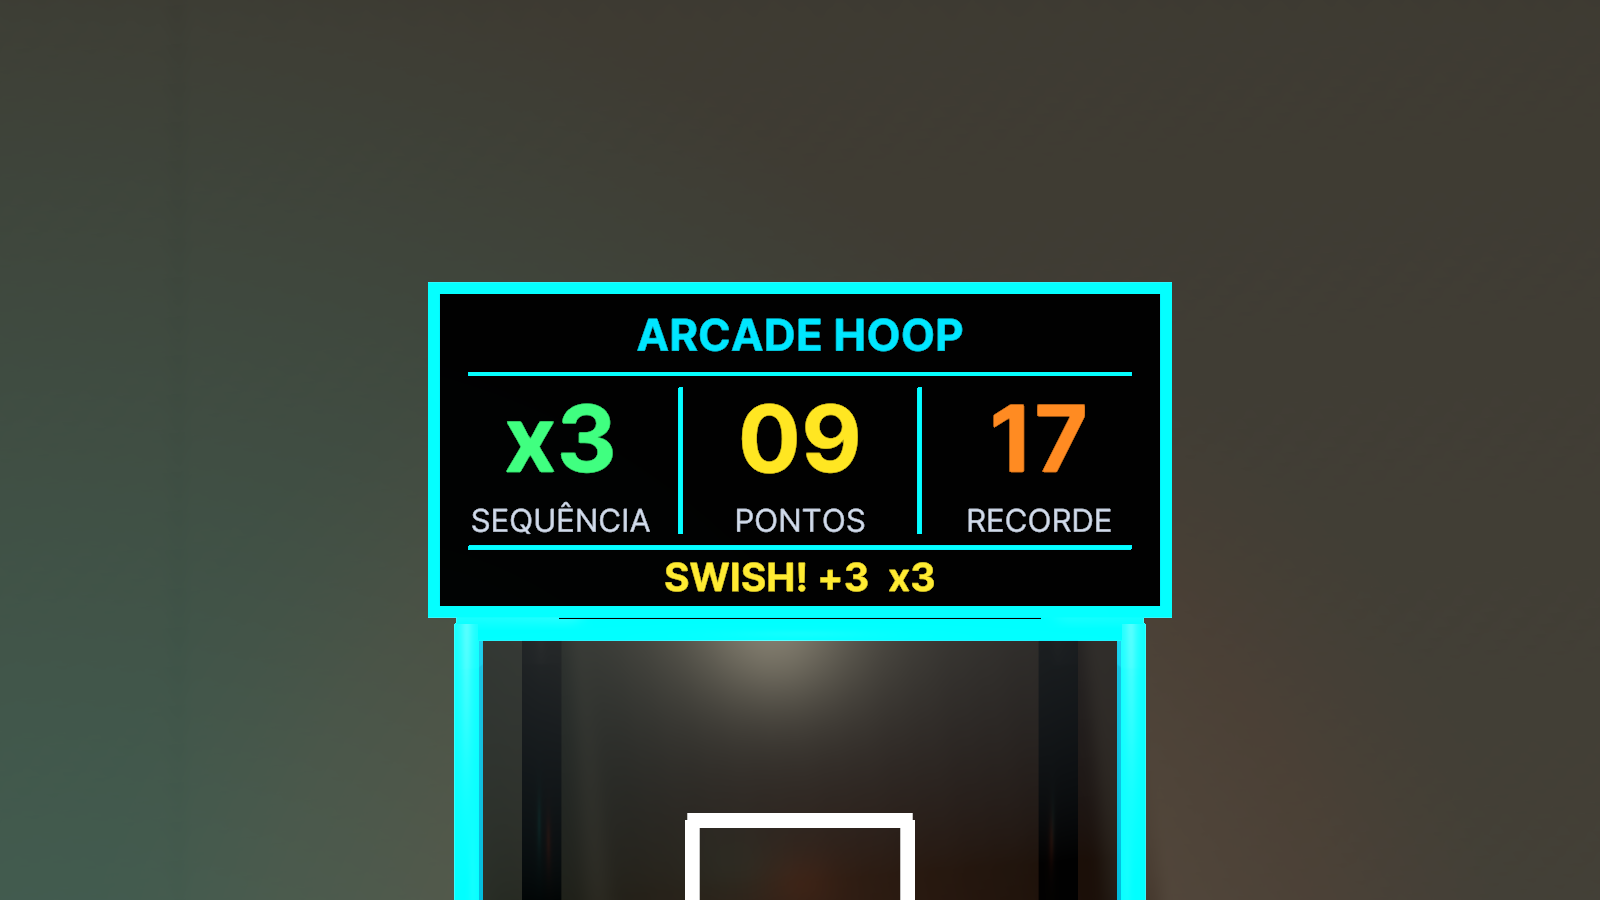 ARCADE HOOP
x3 09 17
SEQUÊNCIA PONTOS RECORDE
SWISH! +3 x3